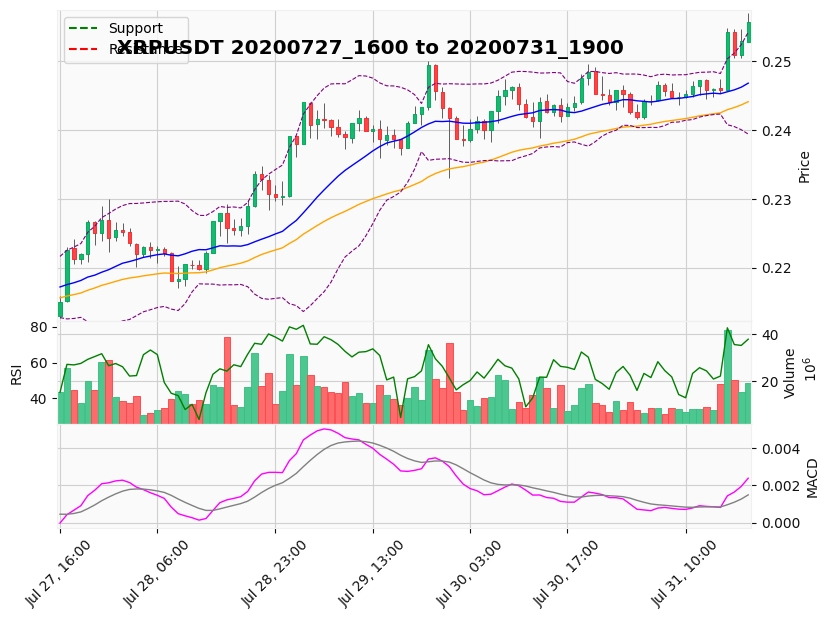 Support
Resistance
XRPUSDT 20200727_1600 to 20200731_1900
0.25
0.24
0.23
0.22
Price
80
60
40
RSI
40
20
Volume
10^6
0.004
0.002
0.000
MACD
Jul 27, 16:00
Jul 28, 06:00
Jul 28, 23:00
Jul 29, 13:00
Jul 30, 03:00
Jul 30, 17:00
Jul 31, 10:00